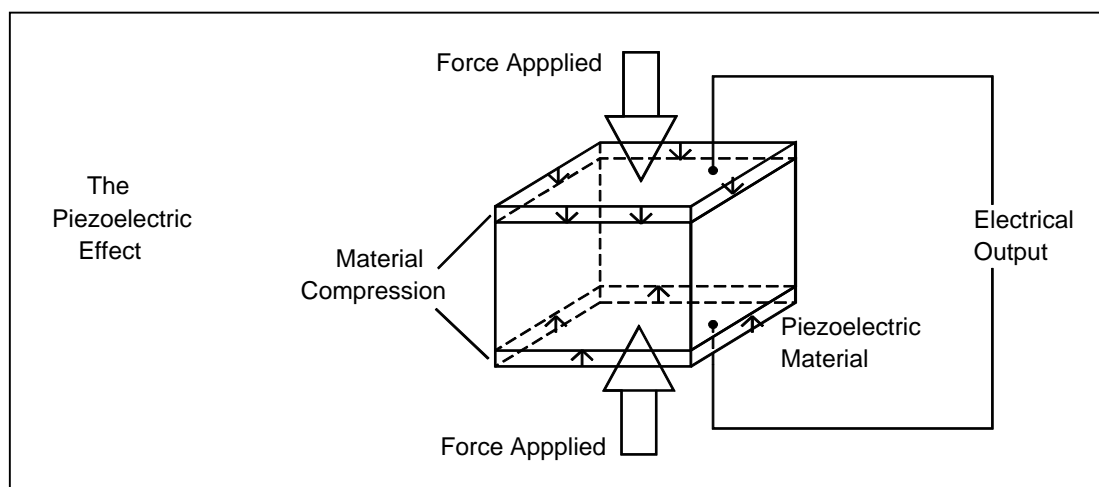 Force Appplied
The
Piezoelectric
Effect
Electrical
Output
Material
Compression
Piezoelectric
Material
Force Appplied